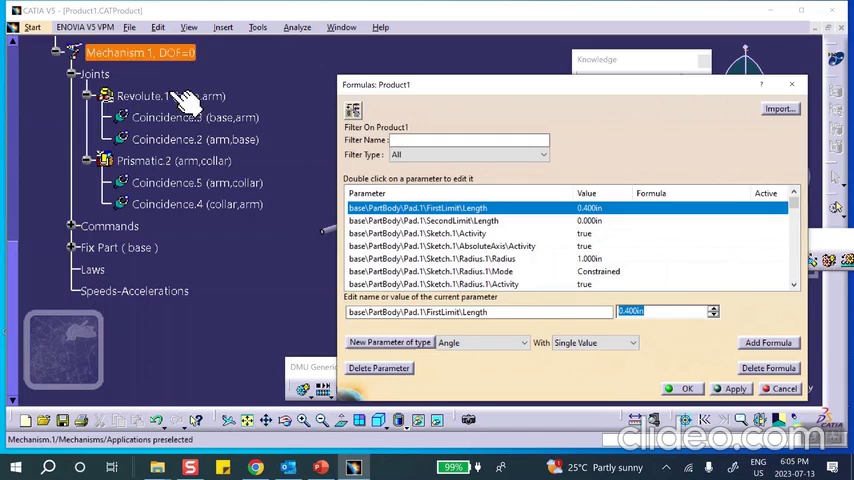 CATIA V5 - [Product1.CATProduct]
Start ENOVIA V5 VPM File Edit View Insert Tools Analyze Window Help
Mechanism 1, DOF=0
Joints
Revolute.1 arm)
Coincidence.3 (base,arm)
Coincidence.2 (arm,base)
Prismatic.2 (arm,collar)
Coincidence.5 (arm,collar)
Coincidence.4 (collar,arm)
Commands
Fix Part ( base )
Laws
Speeds-Accelerations
Knowledge
Formulas: Product1
? ×
Import...
Filter On Product1
Filter Name :
Filter Type : All
Double click on a parameter to edit it
Parameter Value Formula Active
base\PartBody\Pad.1\FirstLimit\Length 0.400in
base\PartBody\Pad.1\SecondLimit\Length 0.000in
base\PartBody\Pad.1\Sketch.1\Activity true
base\PartBody\Pad.1\Sketch.1\AbsoluteAxis\Activity true
base\PartBody\Pad.1\Sketch.1\Radius.1\Radius 1.000in
base\PartBody\Pad.1\Sketch.1\Radius.1\Mode Constrained
base\PartBody\Pad.1\Sketch.1\Radius.1\Activity true
Edit name or value of the current parameter
base\PartBody\Pad.1\FirstLimit\Length 0.400in
New Parameter of type Angle With Single Value Add Formula
Delete Parameter Delete Formula
OK Apply Cancel
DMU Generic
Mechanism.1/Mechanisms/Applications preselected
clideo.com
CATIA
99%
25°C Partly sunny
ENG
US
6:05 PM
2023-07-13